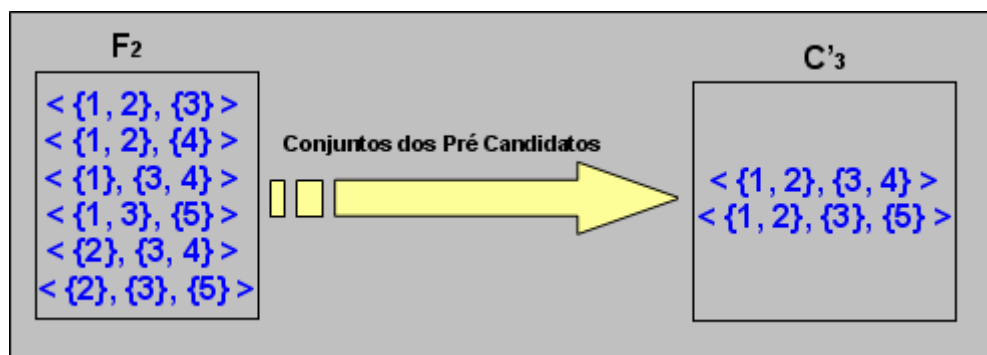 F2
< {1, 2}, {3} >
< {1, 2}, {4} >
< {1}, {3, 4} >
< {1, 3}, {5} >
< {2}, {3, 4} >
< {2}, {3}, {5} >
Conjuntos dos Pré Candidatos
C'3
< {1, 2}, {3, 4} >
< {1, 2}, {3}, {5} >